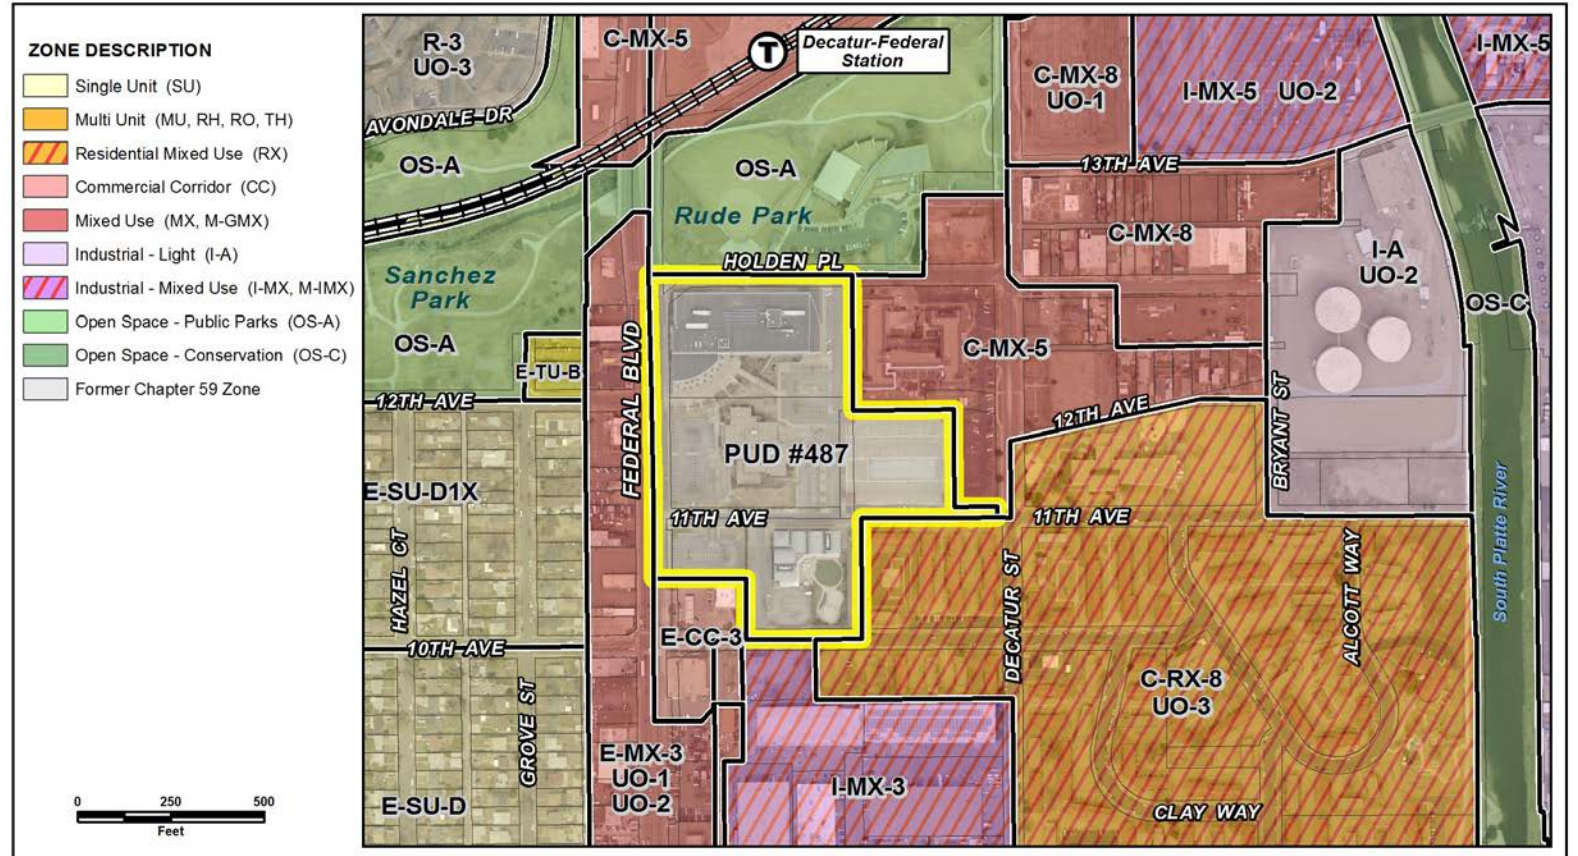 ZONE DESCRIPTION
Single Unit (SU)
Multi Unit (MU, RH, RO, TH)
Residential Mixed Use (RX)
Commercial Corridor (CC)
Mixed Use (MX, M-GMX)
Industrial - Light (I-A)
Industrial - Mixed Use (I-MX, M-IMX)
Open Space - Public Parks (OS-A)
Open Space - Conservation (OS-C)
Former Chapter 59 Zone
0 250 500
Feet
R-3
UO-3
C-MX-5
T
Decatur-Federal
Station
C-MX-8
UO-1
I-MX-5 UO-2
I-MX-5
AVONDALE DR
OS-A
OS-A
13TH AVE
Rude Park
C-MX-8
I-A
UO-2
HOLDEN PL
Sanchez
Park
OS-C
OS-A
FEDERAL BLVD
C-MX-5
E-TU-B
12TH AVE
12TH AVE
BRYANT ST
PUD #487
E-SU-D1X
11TH AVE
11TH AVE
South Platte River
HAZEL CT
DECATUR ST
ALCOTT WAY
E-CC-3
10TH AVE
C-RX-8
UO-3
GROVE ST
E-MX-3
UO-1
UO-2
I-MX-3
E-SU-D
CLAY WAY